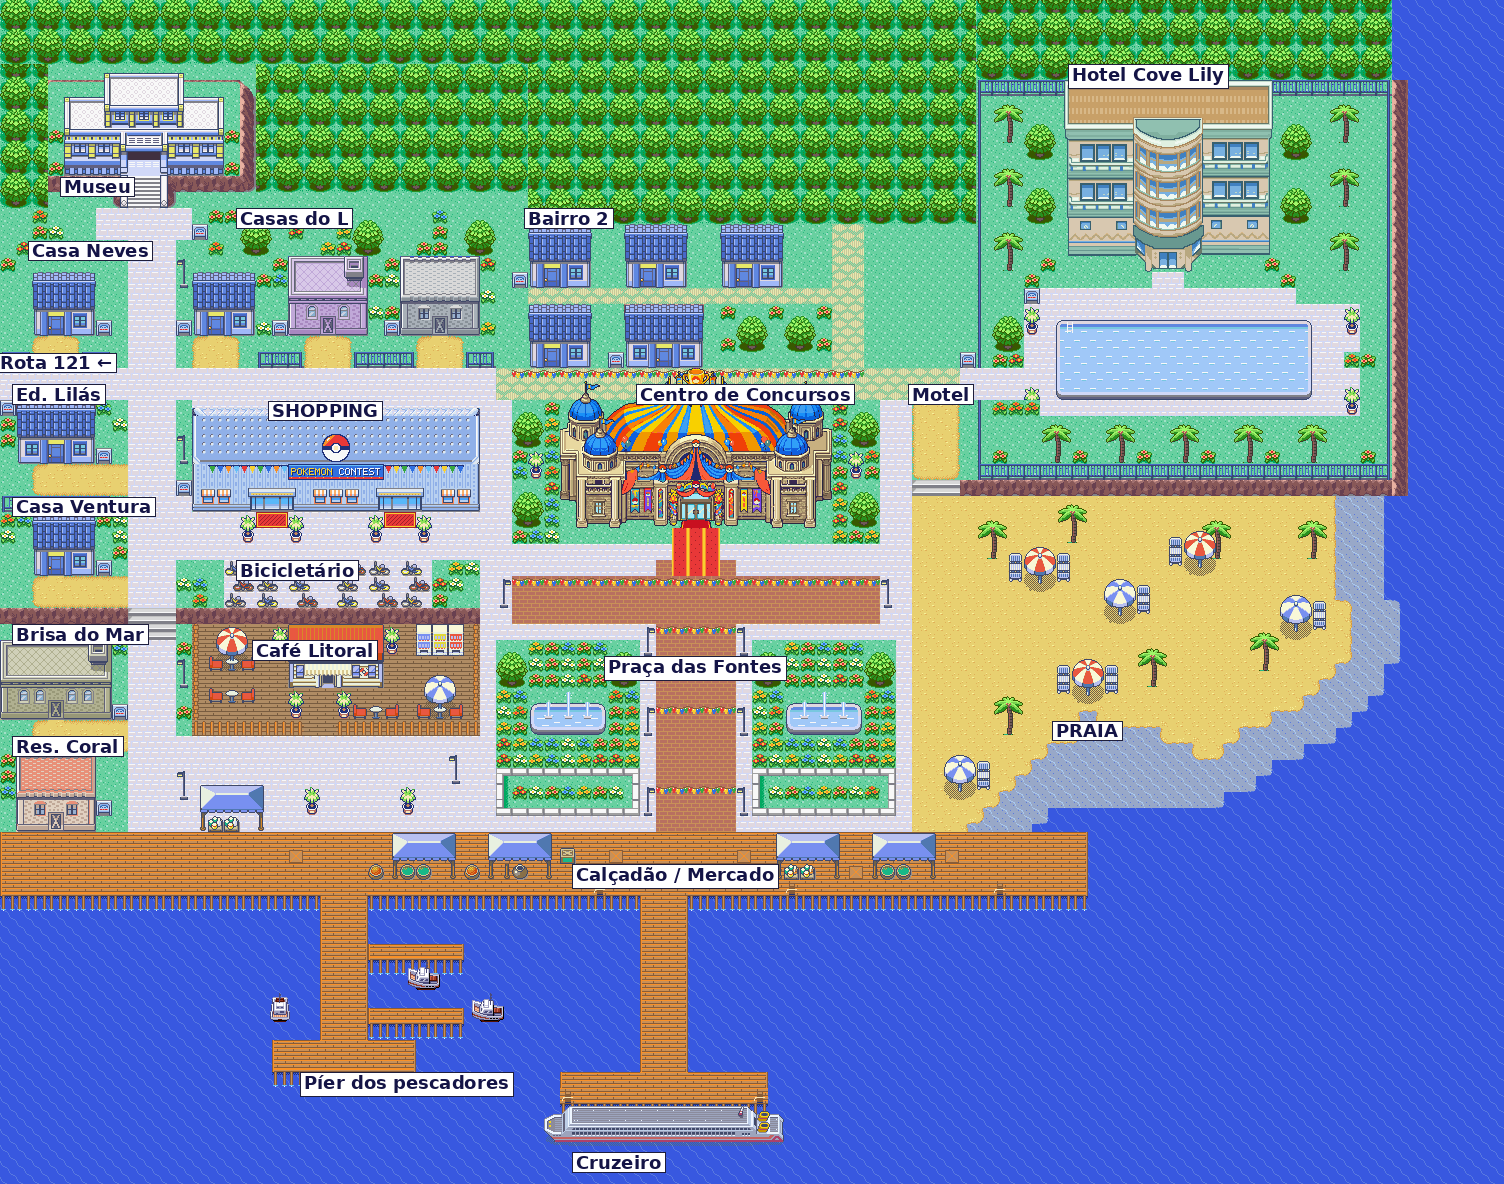 Hotel Cove Lily
Museu
Casas do L
Bairro 2
Casa Neves
Rota 121 ←
Ed. Lilás
SHOPPING
Centro de Concursos
Motel
POKEMON CONTEST
Casa Ventura
Bicicletário
Brisa do Mar
Café Litoral
Praça das Fontes
PRAIA
Res. Coral
Calçadão / Mercado
Píer dos pescadores
Cruzeiro